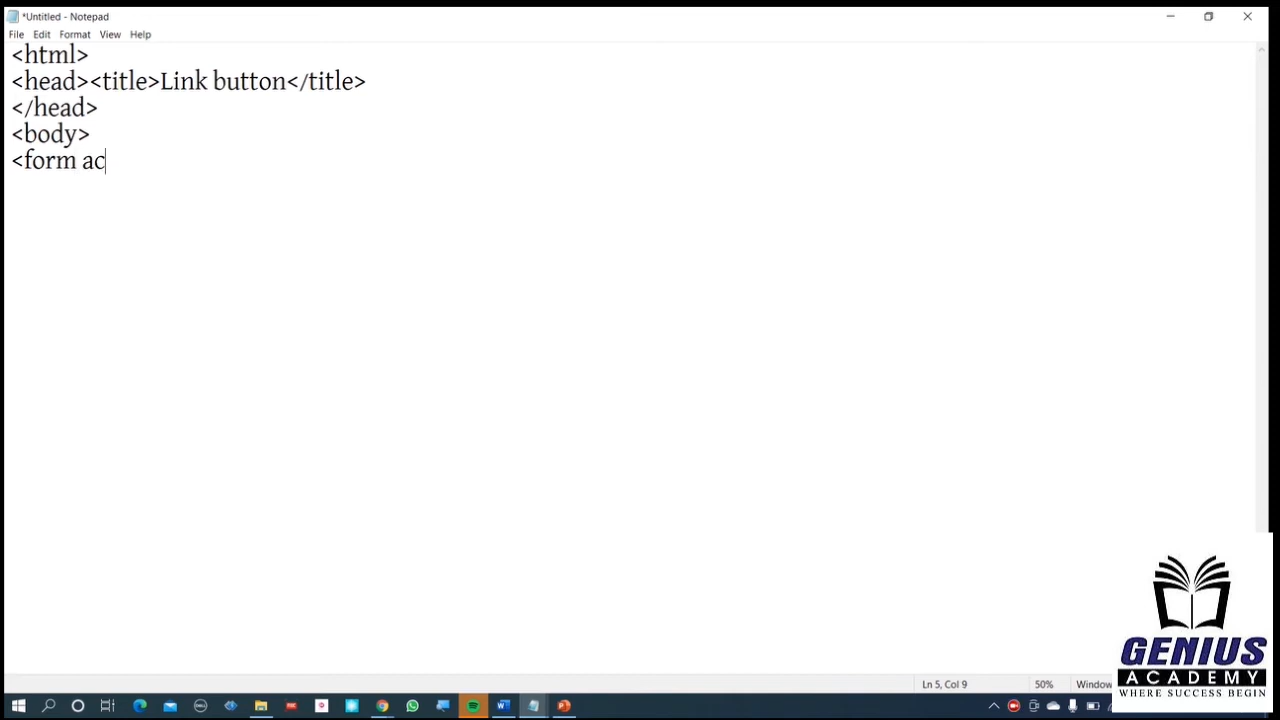 *Untitled - Notepad
File Edit Format View Help
<html>
<head><title>Link button</title>
</head>
<body>
<form ac
Ln 5, Col 9 50% Window
GENIUS
ACADEMY
WHERE SUCCESS BEGIN